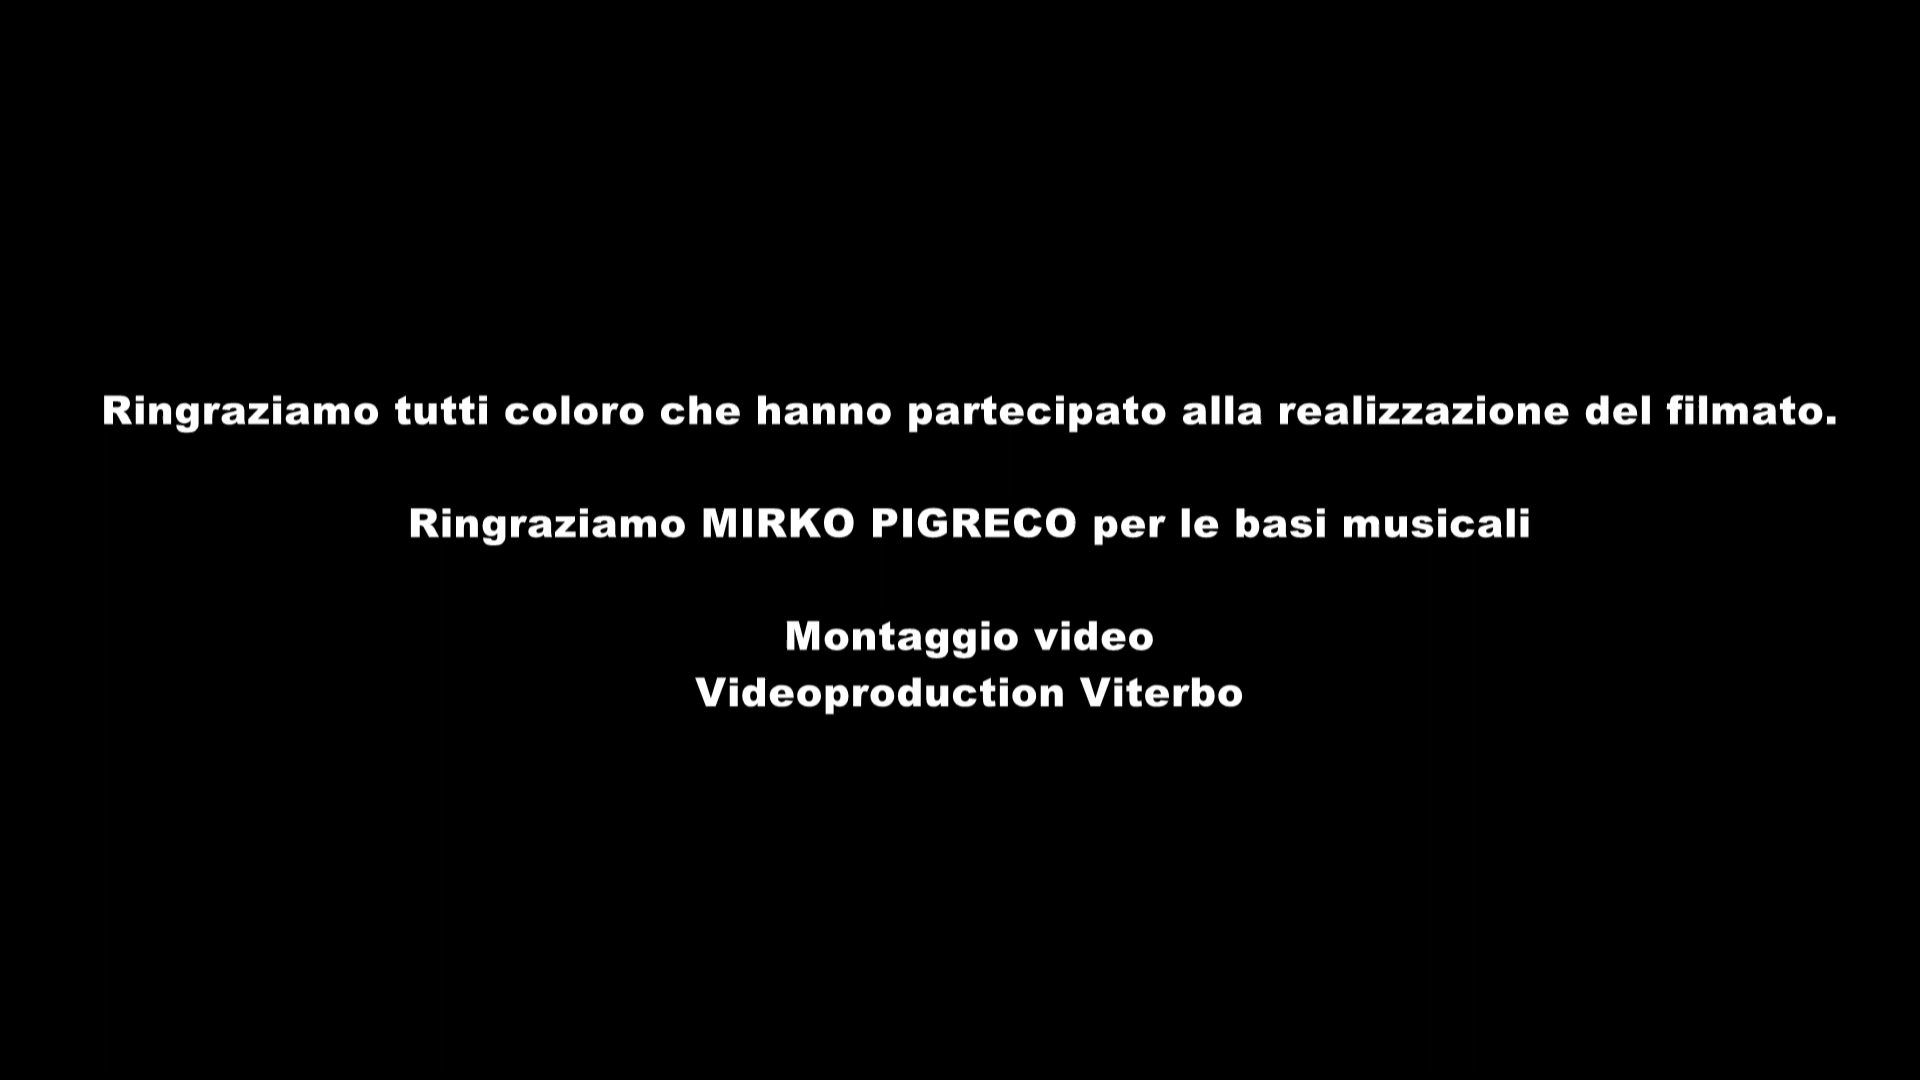 Ringraziamo tutti coloro che hanno partecipato alla realizzazione del filmato.
Ringraziamo MIRKO PIGRECO per le basi musicali
Montaggio video
Videoproduction Viterbo